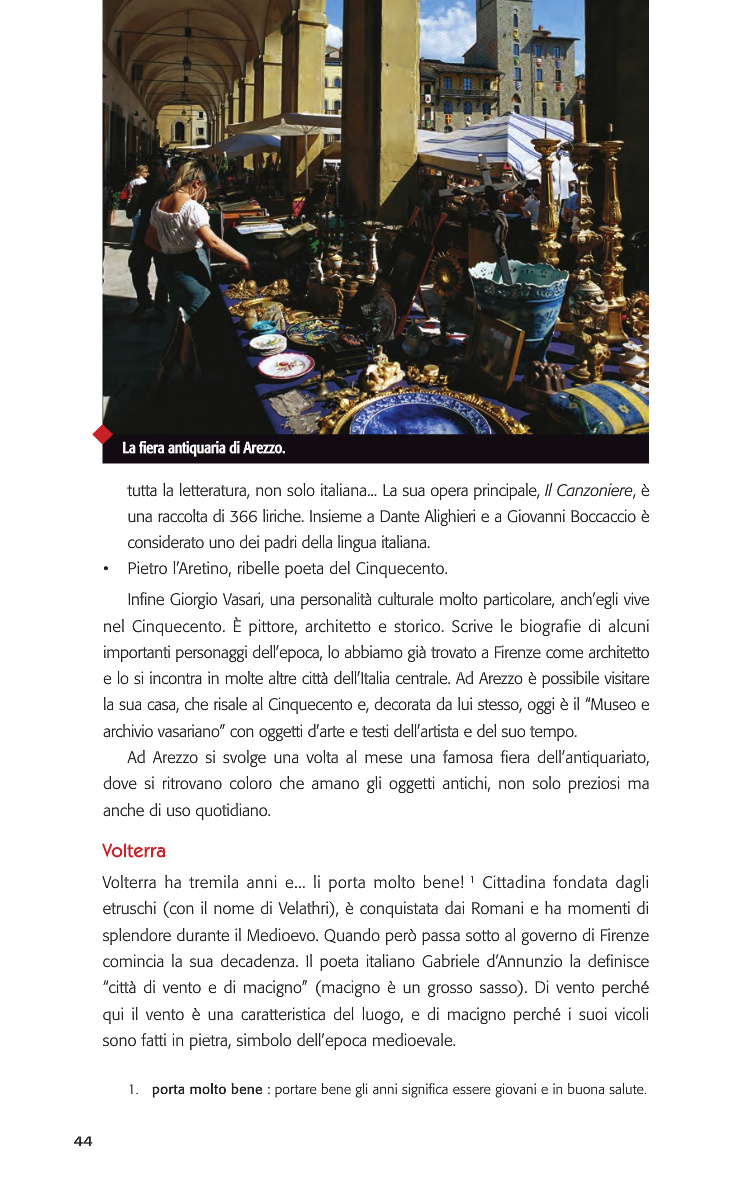 La fiera antiquaria di Arezzo.
tutta la letteratura, non solo italiana... La sua opera principale, Il Canzoniere, è
una raccolta di 366 liriche. Insieme a Dante Alighieri e a Giovanni Boccaccio è
considerato uno dei padri della lingua italiana.
• Pietro l'Aretino, ribelle poeta del Cinquecento.
Infine Giorgio Vasari, una personalità culturale molto particolare, anch'egli vive
nel Cinquecento. È pittore, architetto e storico. Scrive le biografie di alcuni
importanti personaggi dell'epoca, lo abbiamo già trovato a Firenze come architetto
e lo si incontra in molte altre città dell'Italia centrale. Ad Arezzo è possibile visitare
la sua casa, che risale al Cinquecento e, decorata da lui stesso, oggi è il “Museo e
archivio vasariano” con oggetti d'arte e testi dell'artista e del suo tempo.
Ad Arezzo si svolge una volta al mese una famosa fiera dell'antiquariato,
dove si ritrovano coloro che amano gli oggetti antichi, non solo preziosi ma
anche di uso quotidiano.
Volterra
Volterra ha tremila anni e... li porta molto bene! 1 Cittadina fondata dagli
etruschi (con il nome di Velathri), è conquistata dai Romani e ha momenti di
splendore durante il Medioevo. Quando però passa sotto al governo di Firenze
comincia la sua decadenza. Il poeta italiano Gabriele d'Annunzio la definisce
“città di vento e di macigno” (macigno è un grosso sasso). Di vento perché
qui il vento è una caratteristica del luogo, e di macigno perché i suoi vicoli
sono fatti in pietra, simbolo dell'epoca medioevale.
1. porta molto bene : portare bene gli anni significa essere giovani e in buona salute.
44